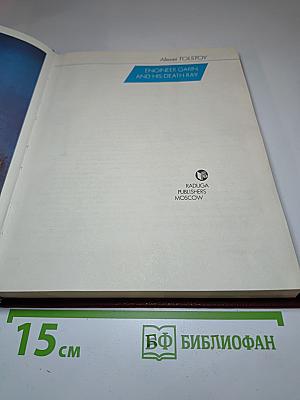 Alexei TOLSTOY
ENGINEER GARIN
AND HIS DEATH RAY
RADUGA
PUBLISHERS
MOSCOW
15 см
БФ БИБЛИОФАН